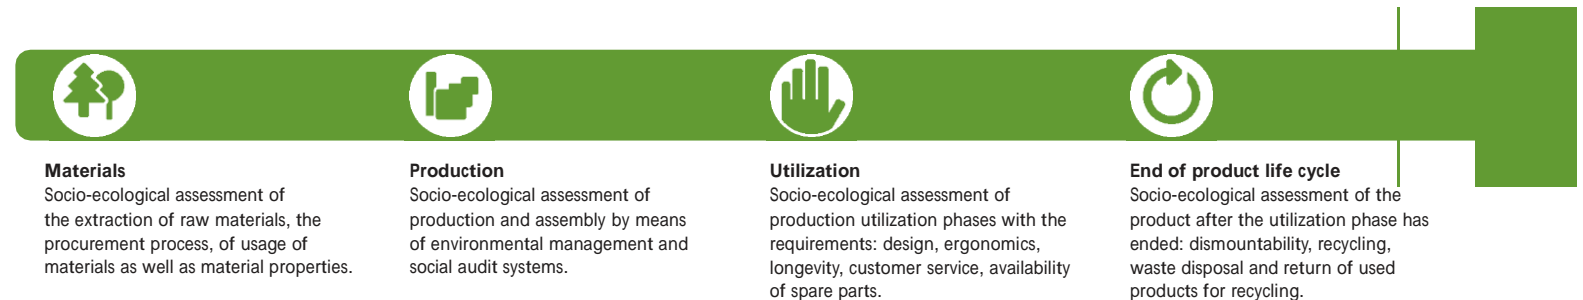 Materials
Socio-ecological assessment of
the extraction of raw materials, the
procurement process, of usage of
materials as well as material properties.
Production
Socio-ecological assessment of
production and assembly by means
of environmental management and
social audit systems.
Utilization
Socio-ecological assessment of
production utilization phases with the
requirements: design, ergonomics,
longevity, customer service, availability
of spare parts.
End of product life cycle
Socio-ecological assessment of the
product after the utilization phase has
ended: dismountability, recycling,
waste disposal and return of used
products for recycling.